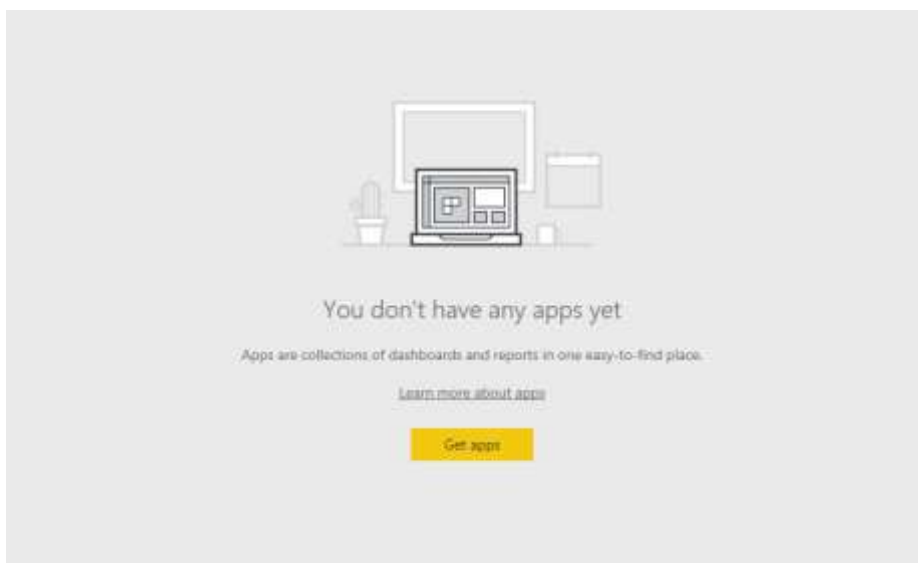 You don't have any apps yet
Apps are collections of dashboards and reports in one easy-to-find place.
Learn more about apps
Get apps